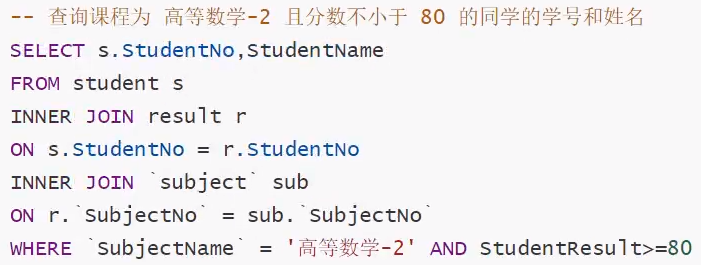 -- 查询课程为 高等数学-2 且分数不小于 80 的同学的学号和姓名
SELECT s.StudentNo,StudentName
FROM student s
INNER JOIN result r
ON s.StudentNo = r.StudentNo
INNER JOIN `subject` sub
ON r.`SubjectNo` = sub.`SubjectNo`
WHERE `SubjectName` = '高等数学-2' AND StudentResult>=80